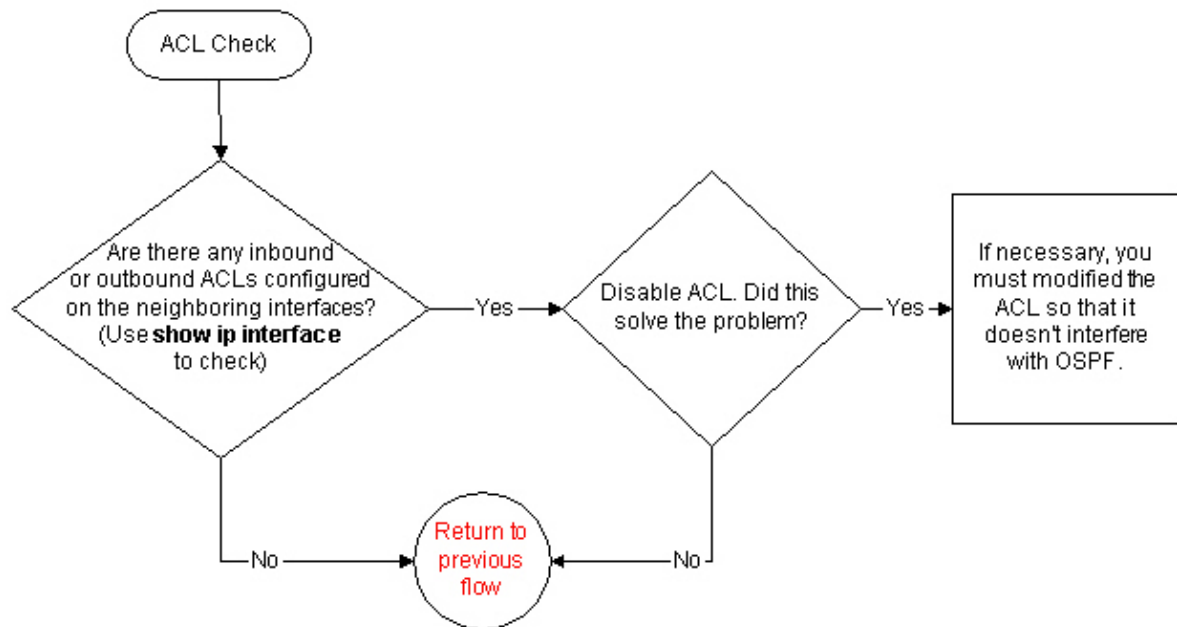 ACL Check
Are there any inbound
or outbound ACLs configured
on the neighboring interfaces?
(Use show ip interface
to check)
Yes
Disable ACL. Did this
solve the problem?
Yes
If necessary, you
must modified the
ACL so that it
doesn't interfere
with OSPF.
No
Return to
previous
flow
No